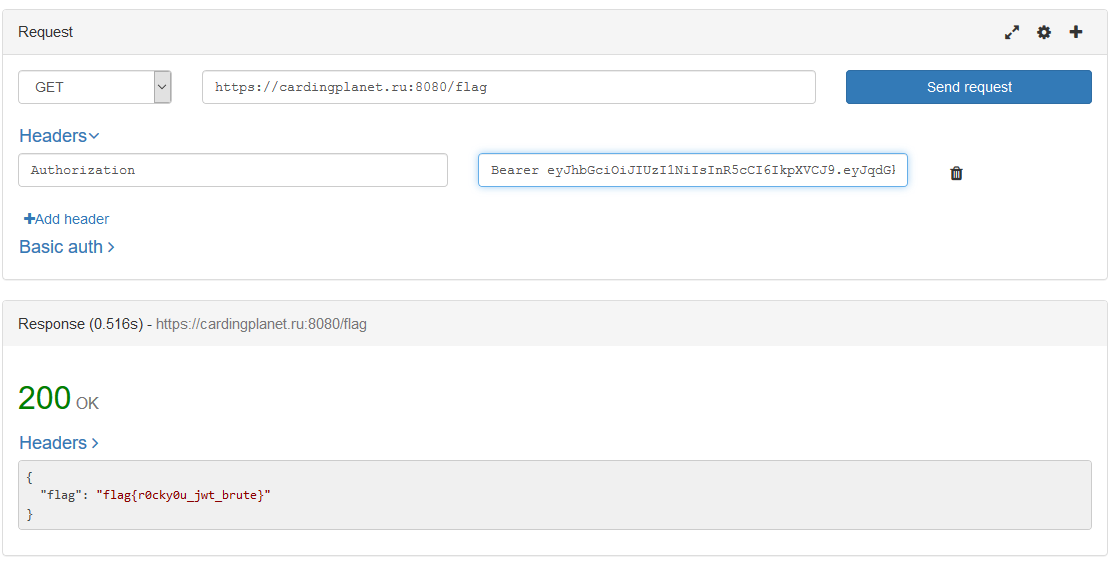 Request
GET https://cardingplanet.ru:8080/flag Send request
Headers
Authorization Bearer eyJhbGciOiJIUzI1NiIsInR5cCI6IkpXVCJ9.eyJqdGl
Add header
Basic auth
Response (0.516s) - https://cardingplanet.ru:8080/flag
200 OK
Headers
{
"flag": "flag{r0cky0u_jwt_brute}"
}